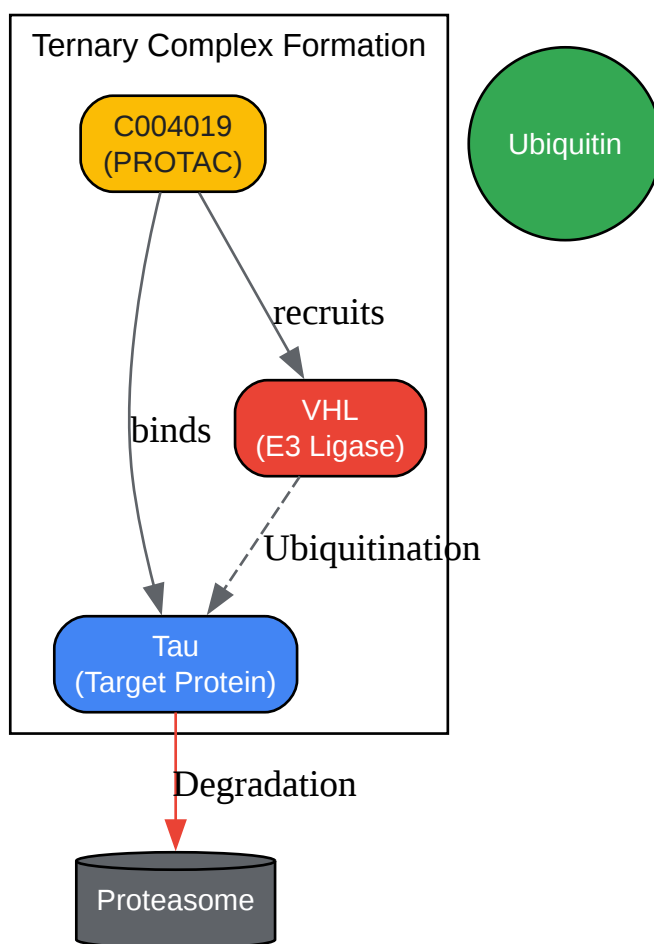 Ternary Complex Formation
C004019
(PROTAC)
Ubiquitin
recruits
VHL
(E3 Ligase)
binds
Ubiquitination
Tau
(Target Protein)
Degradation
Proteasome